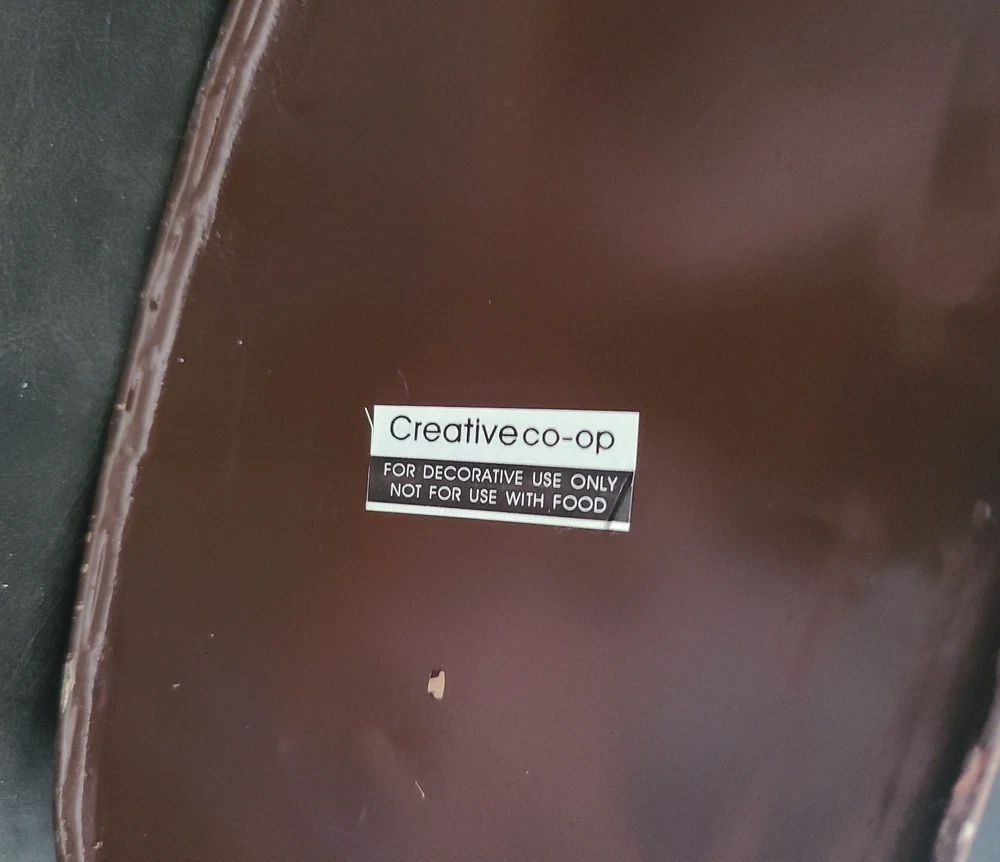 Creative co-op
FOR DECORATIVE USE ONLY
NOT FOR USE WITH FOOD